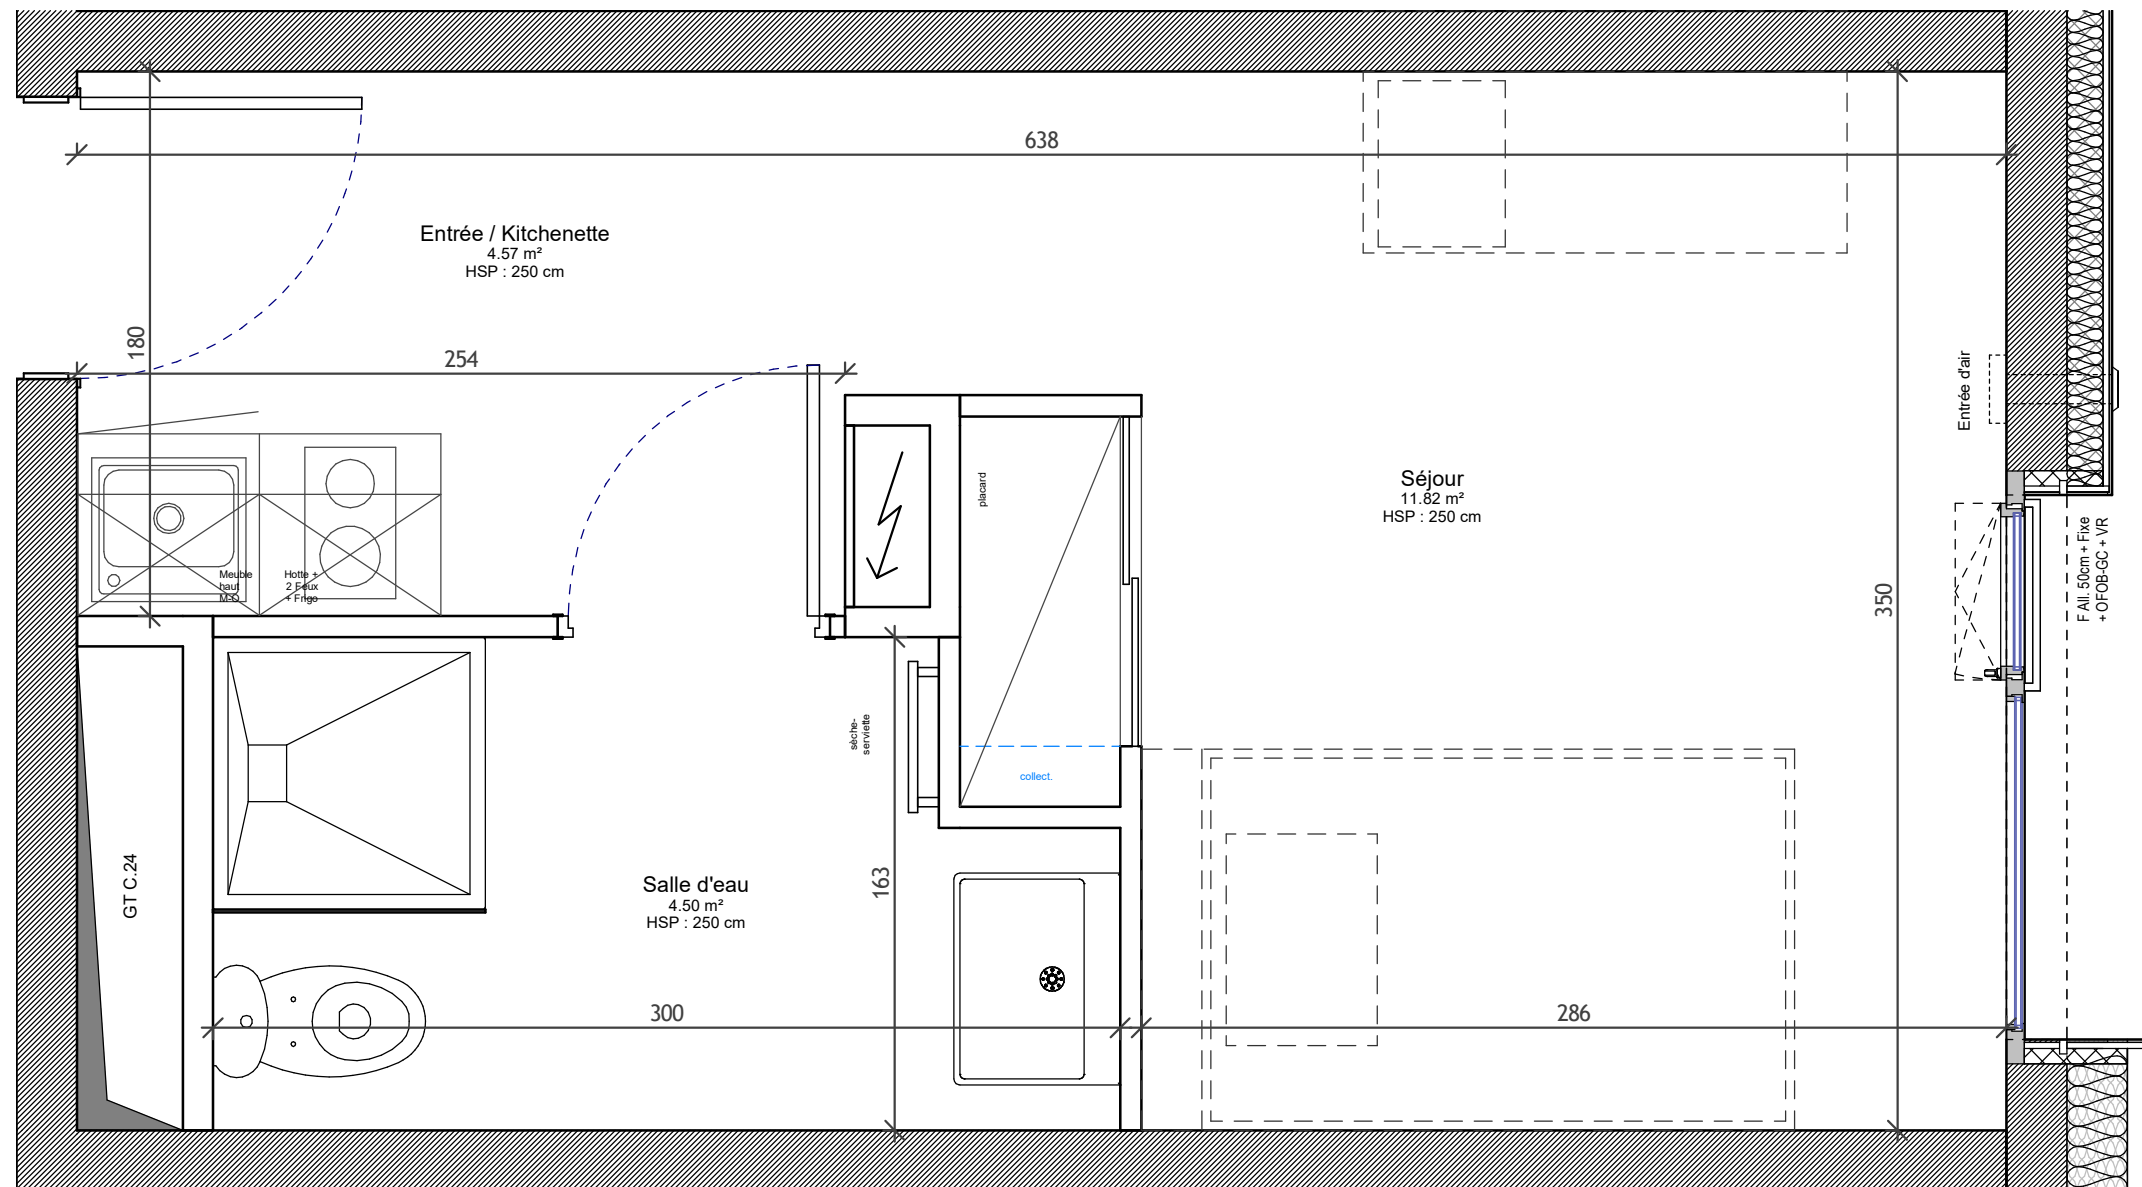 638
Entrée / Kitchenette
4.57 m²
HSP : 250 cm
180
254
Entrée d'air
placard
Séjour
11.82 m²
HSP : 250 cm
F All. 50cm + Fixe
+ OFOB-GC + VR
Meuble
haut
M-O
Hotte +
2 Feux
+ Frigo
350
sèche-
serviette
collect.
GT C.24
163
Salle d'eau
4.50 m²
HSP : 250 cm
300
286